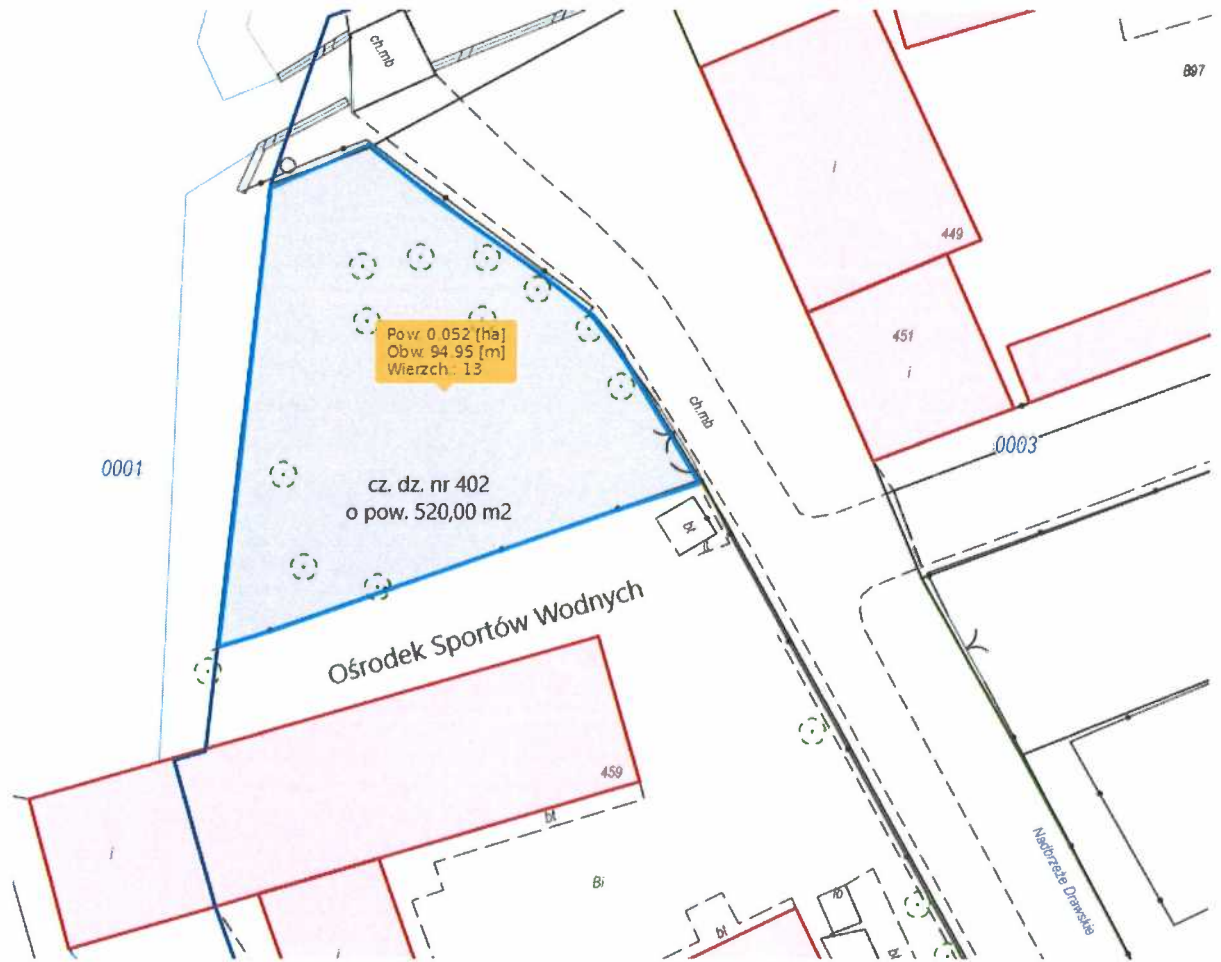 ch.mb
897
i
449
Pow. 0.052 [ha]
Obw. 94.95 [m]
Wierzch.: 13
451
i
ch.mb
0003
0001
cz. dz. nr 402
o pow. 520,00 m2
bt
Ośrodek Sportów Wodnych
459
bt
i
Bi
Nadbrzeże Drawskie
fo
bt
bt
i